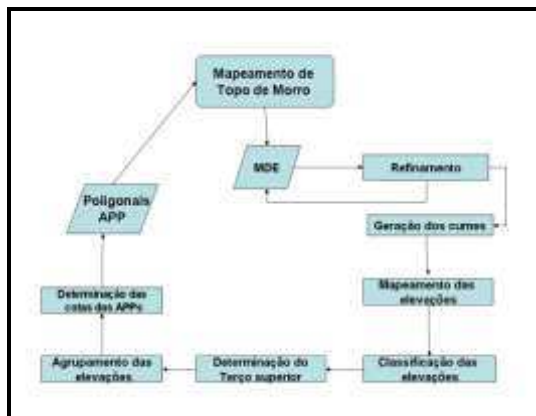 Mapeamento de
Topo de Morro
MDE
Refinamento
Poligonais
APP
Geração dos cumes
Determinação das
cotas das APPs
Mapeamento das
elevações
Agrupamento das
elevações
Determinação do
Terço superior
Classificação das
elevações